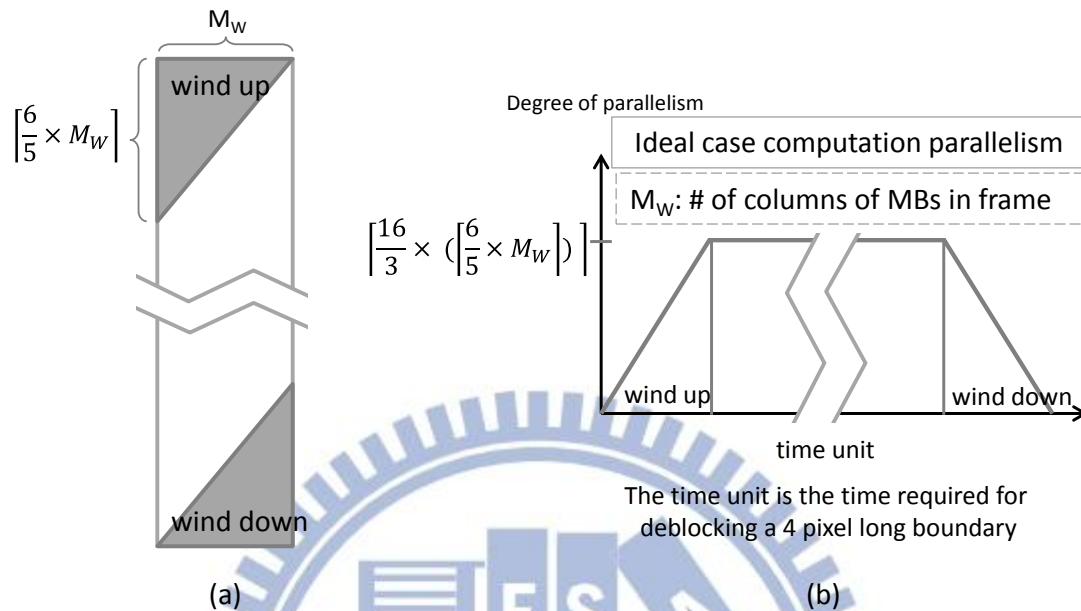 M_W
wind up
⌈6/5 × M_W⌉
wind down
(a)
Degree of parallelism
Ideal case computation parallelism
M_W: # of columns of MBs in frame
⌈16/3 × (⌈6/5 × M_W⌉) ⌉
wind up
wind down
time unit
The time unit is the time required for
deblocking a 4 pixel long boundary
(b)
E S